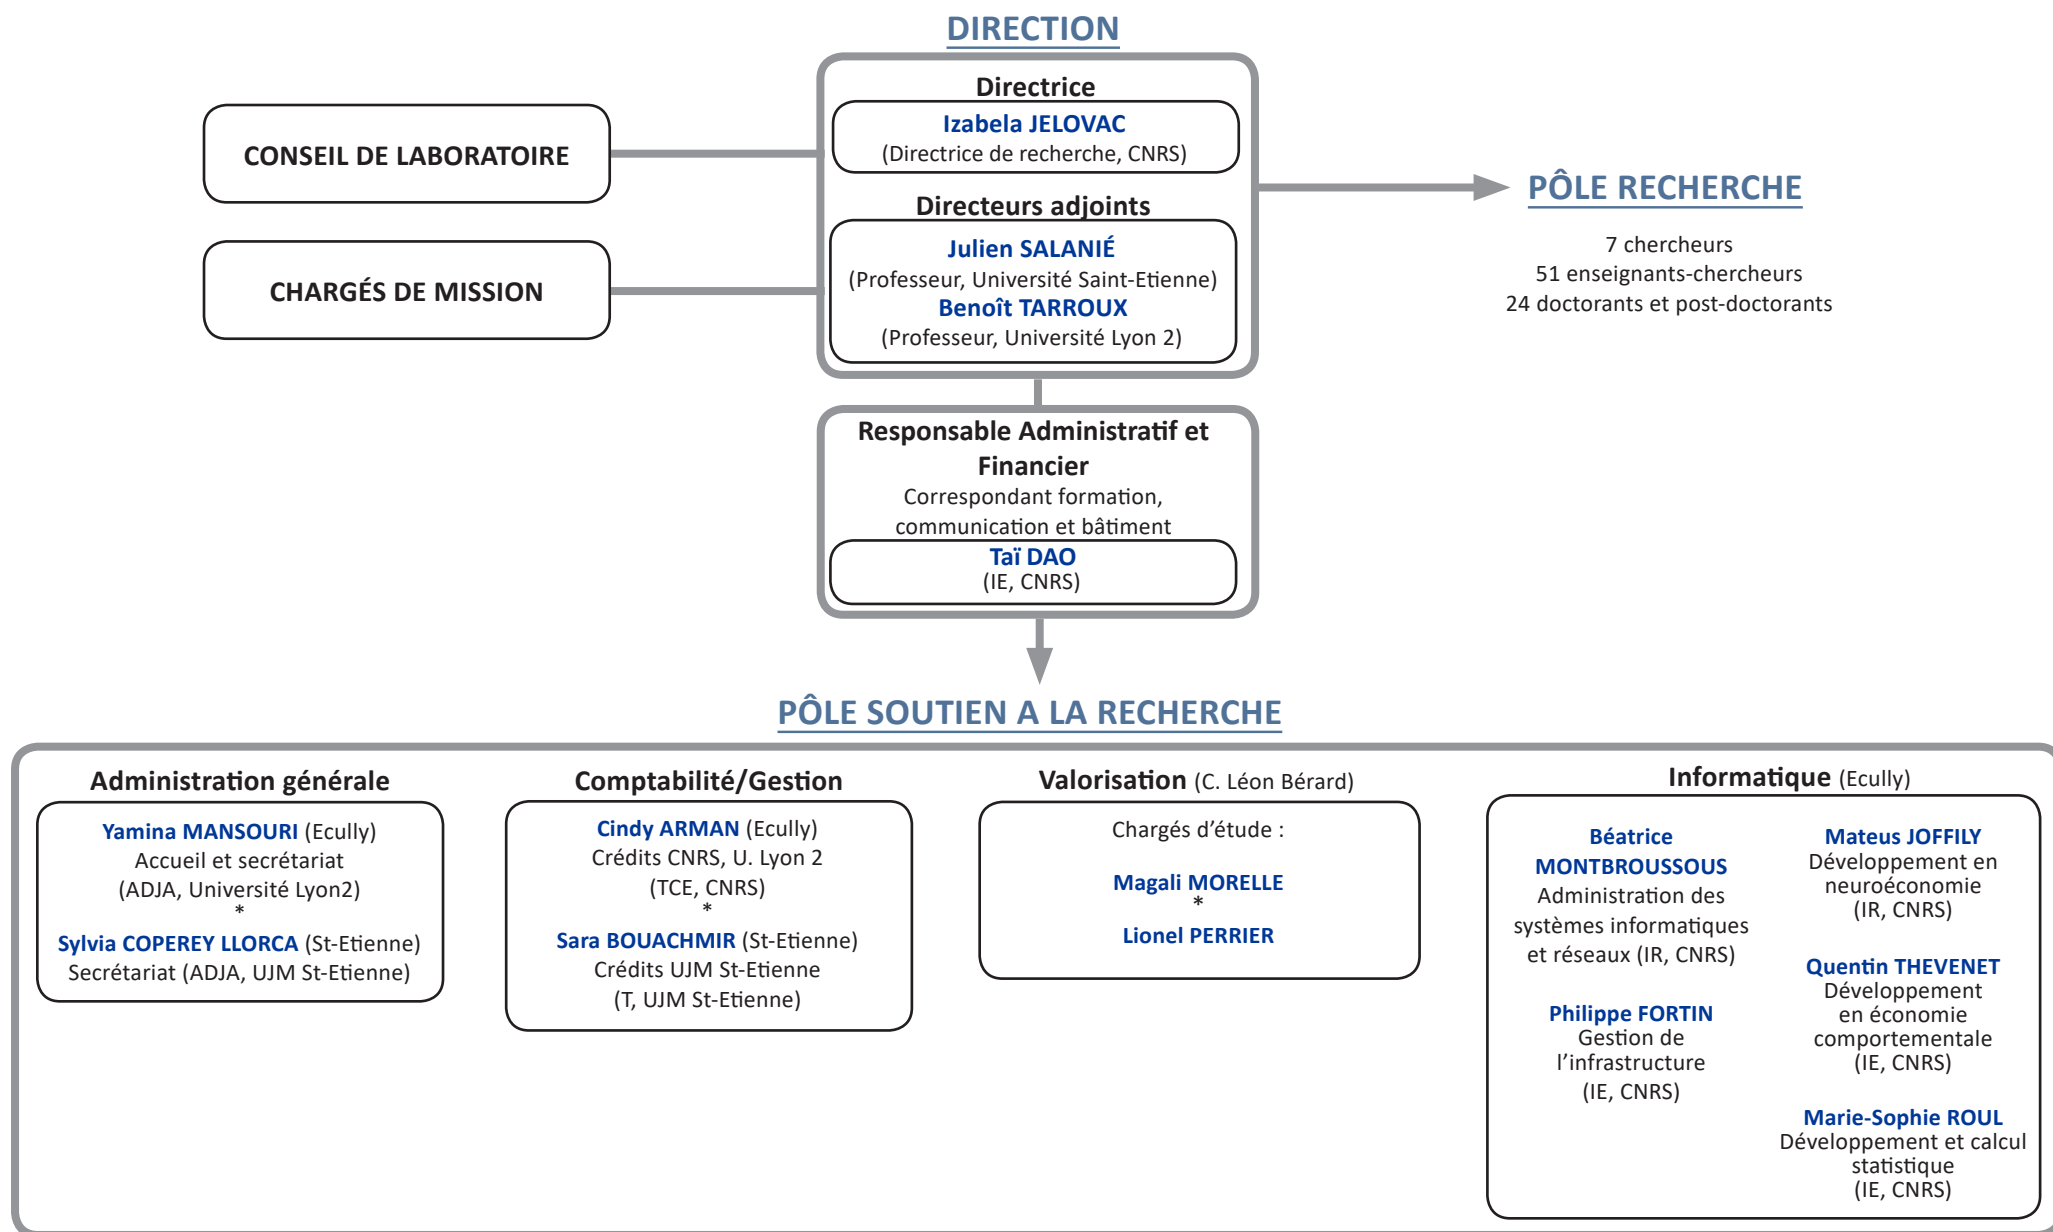 DIRECTION
Directrice
Izabela JELOVAC
(Directrice de recherche, CNRS)
Directeurs adjoints
Julien SALANIÉ
(Professeur, Université Saint-Etienne)
Benoît TARROUX
(Professeur, Université Lyon 2)
CONSEIL DE LABORATOIRE
CHARGÉS DE MISSION
PÔLE RECHERCHE
7 chercheurs
51 enseignants-chercheurs
24 doctorants et post-doctorants
Responsable Administratif et
Financier
Correspondant formation,
communication et bâtiment
Taï DAO
(IE, CNRS)
PÔLE SOUTIEN A LA RECHERCHE
Administration générale
Yamina MANSOURI (Ecully)
Accueil et secrétariat
(ADJA, Université Lyon2)
*
Sylvia COPEREY LLORCA (St-Etienne)
Secrétariat (ADJA, UJM St-Etienne)
Comptabilité/Gestion
Cindy ARMAN (Ecully)
Crédits CNRS, U. Lyon 2
(TCE, CNRS)
*
Sara BOUACHMIR (St-Etienne)
Crédits UJM St-Etienne
(T, UJM St-Etienne)
Valorisation (C. Léon Bérard)
Chargés d’étude :
Magali MORELLE
*
Lionel PERRIER
Informatique (Ecully)
Béatrice
MONTBROUSSOUS
Administration des
systèmes informatiques
et réseaux (IR, CNRS)
Philippe FORTIN
Gestion de
l’infrastructure
(IE, CNRS)
Mateus JOFFILY
Développement en
neuroéconomie
(IR, CNRS)
Quentin THEVENET
Développement
en économie
comportementale
(IE, CNRS)
Marie-Sophie ROUL
Développement et calcul
statistique
(IE, CNRS)